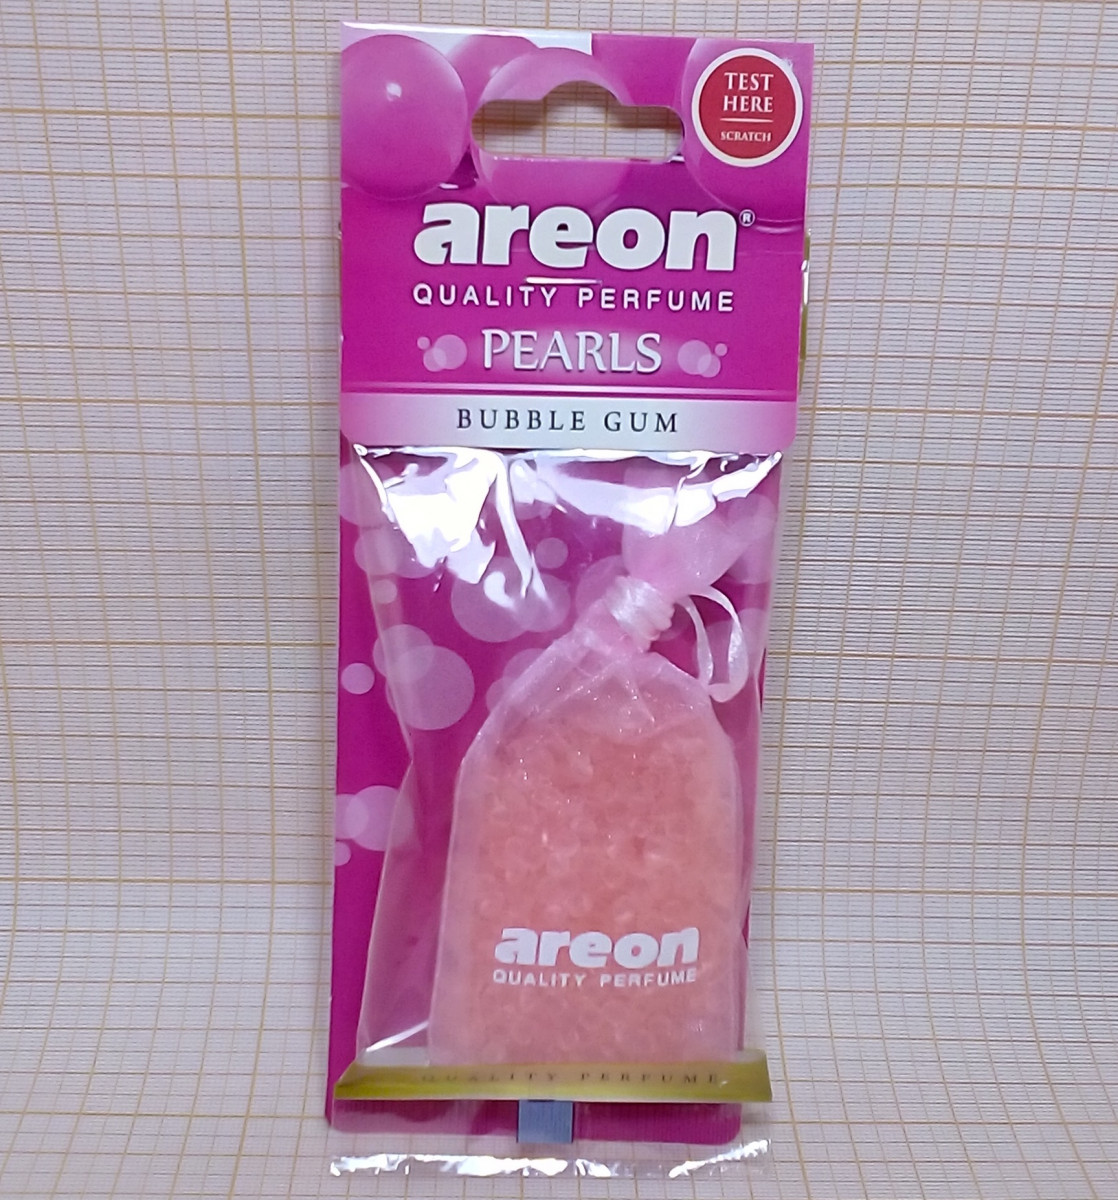 TEST
HERE
SCRATCH
areon®
QUALITY PERFUME
PEARLS
BUBBLE GUM
areon
QUALITY PERFUME
QUALITY PERFUME